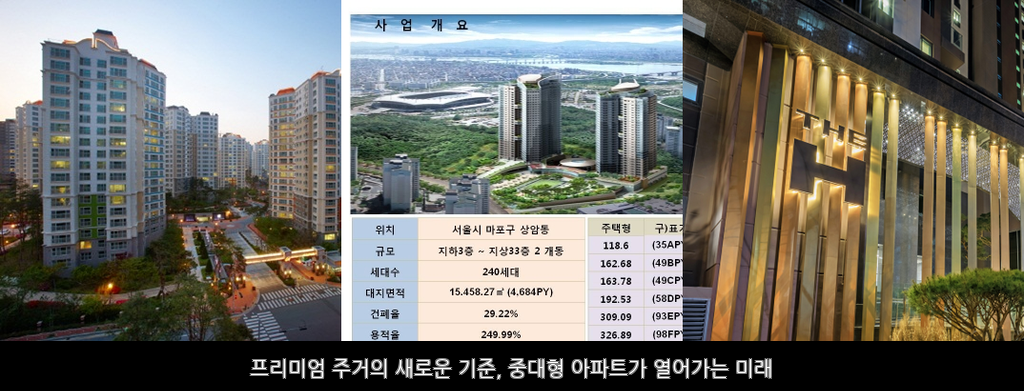 사 업 개 요
위치 서울시 마포구 상암동
규모 지하3층 ~ 지상33층 2 개동
세대수 240세대
대지면적 15.458.27㎡ (4,684PY)
건폐율 29.22%
용적율 249.99%
주택형 구)표기
118.6 (35APY
162.68 (49BPY
163.78 (49CPY
192.53 (58DPY
309.09 (93EPY
326.89 (98FPY
THE
H
프리미엄 주거의 새로운 기준, 중대형 아파트가 열어가는 미래